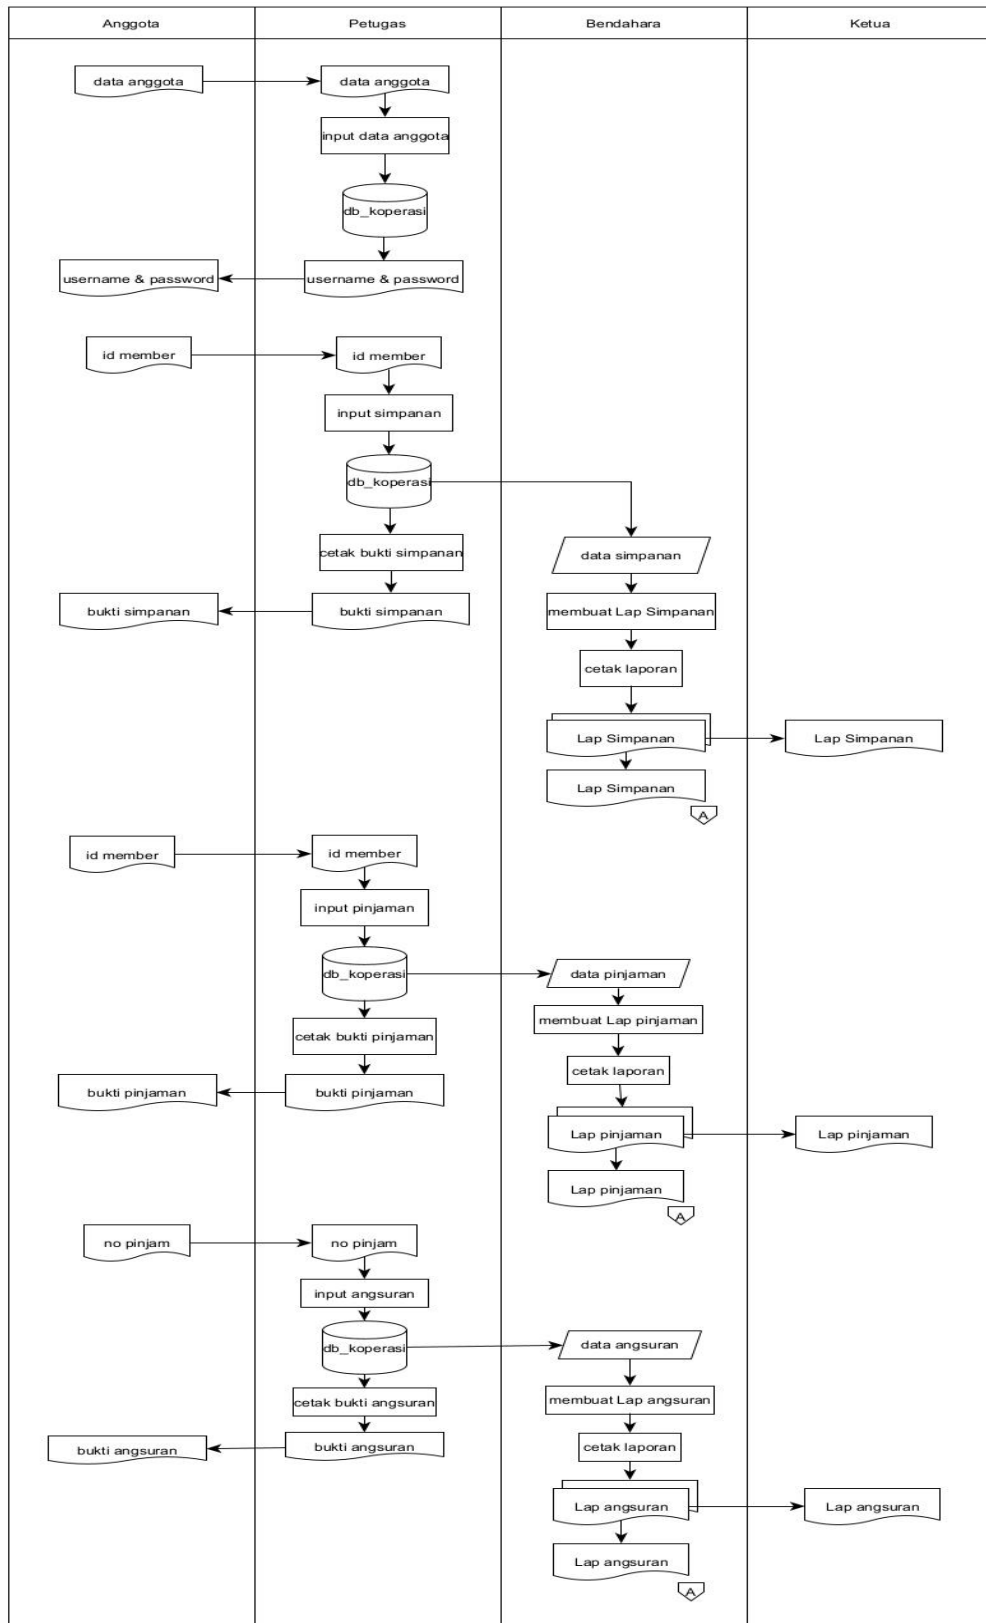 Anggota
Petugas
Bendahara
Ketua
data anggota
data anggota
input data anggota
db_koperasi
username & password
username & password
id member
id member
input simpanan
db_koperasi
cetak bukti simpanan
data simpanan
bukti simpanan
bukti simpanan
membuat Lap Simpanan
cetak laporan
Lap Simpanan
Lap Simpanan
Lap Simpanan
A
id member
id member
input pinjaman
db_koperasi
data pinjaman
cetak bukti pinjaman
membuat Lap pinjaman
cetak laporan
bukti pinjaman
bukti pinjaman
Lap pinjaman
Lap pinjaman
Lap pinjaman
A
no pinjam
no pinjam
input angsuran
db_koperasi
data angsuran
cetak bukti angsuran
membuat Lap angsuran
bukti angsuran
bukti angsuran
cetak laporan
Lap angsuran
Lap angsuran
Lap angsuran
A